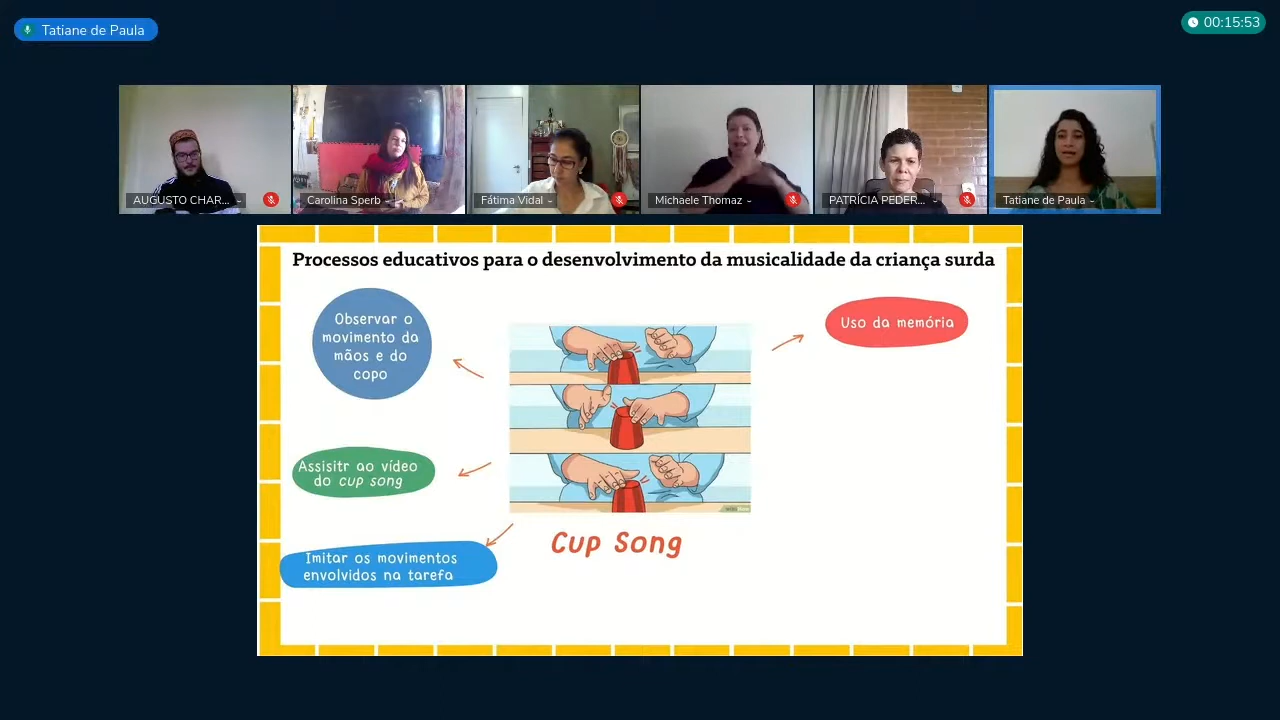 Tatiane de Paula
00:15:53
AUGUSTO CHAR...
Carolina Sperb
Fátima Vidal
Michaele Thomaz
PATRÍCIA PEDER...
Tatiane de Paula
Processos educativos para o desenvolvimento da musicalidade da criança surda
Observar o
movimento da
mãos e do
copo
Uso da memória
Assisitr ao vídeo
do cup song
Imitar os movimentos
envolvidos na tarefa
Cup Song